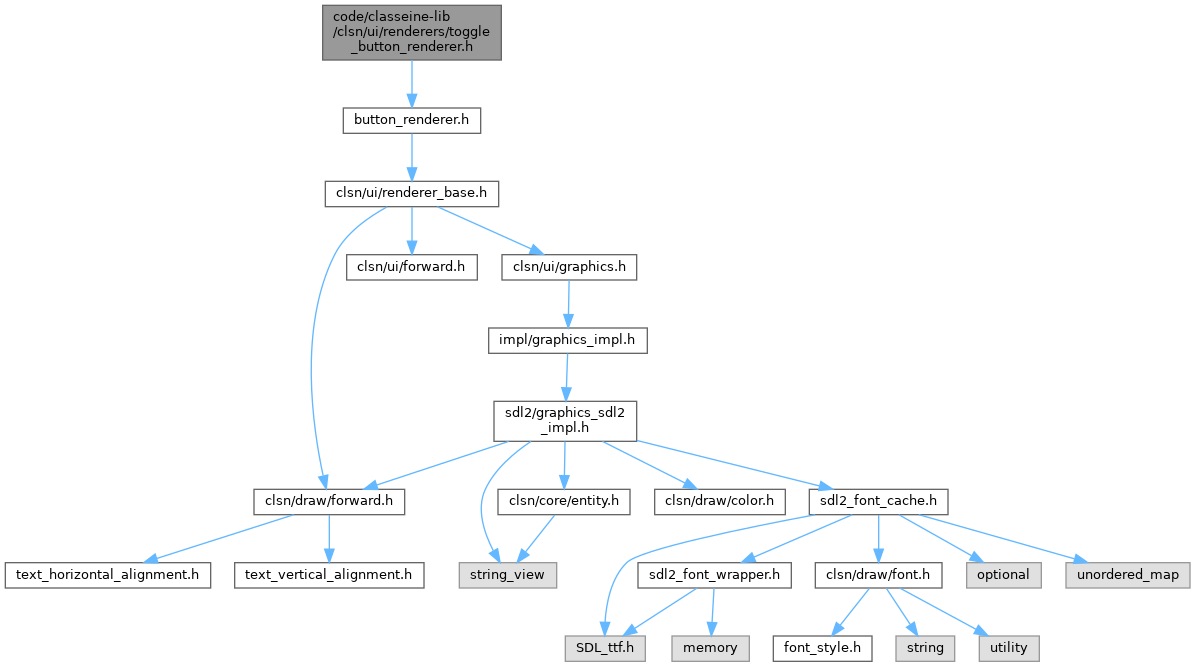 code/classeine-lib
/clsn/ui/renderers/toggle
_button_renderer.h
button_renderer.h
clsn/ui/renderer_base.h
clsn/ui/forward.h
clsn/ui/graphics.h
impl/graphics_impl.h
sdl2/graphics_sdl2
_impl.h
clsn/draw/forward.h
clsn/core/entity.h
clsn/draw/color.h
sdl2_font_cache.h
text_horizontal_alignment.h
text_vertical_alignment.h
string_view
sdl2_font_wrapper.h
clsn/draw/font.h
optional
unordered_map
SDL_ttf.h
memory
font_style.h
string
utility